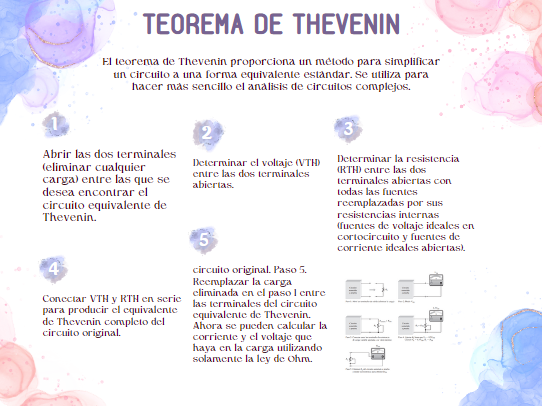 TEOREMA DE THEVENIN
El teorema de Thevenin proporciona un método para simplificar
un circuito a una forma equivalente estándar. Se utiliza para
hacer más sencillo el análisis de circuitos complejos.
1
Abrir las dos terminales
(eliminar cualquier
carga) entre las que se
desea encontrar el
circuito equivalente de
Thevenin.
2
Determinar el voltaje (VTH)
entre las dos terminales
abiertas.
3
Determinar la resistencia
(RTH) entre las dos
terminales abiertas con
todas las fuentes
reemplazadas por sus
resistencias internas
(fuentes de voltaje ideales en
cortocircuito y fuentes de
corriente ideales abiertas).
4
Conectar VTH y RTH en serie
para producir el equivalente
de Thevenin completo del
circuito original.
5
circuito original. Paso 5.
Reemplazar la carga
eliminada en el paso 1 entre
las terminales del circuito
equivalente de Thevenin.
Ahora se pueden calcular la
corriente y el voltaje que
haya en la carga utilizando
solamente la ley de Ohm.